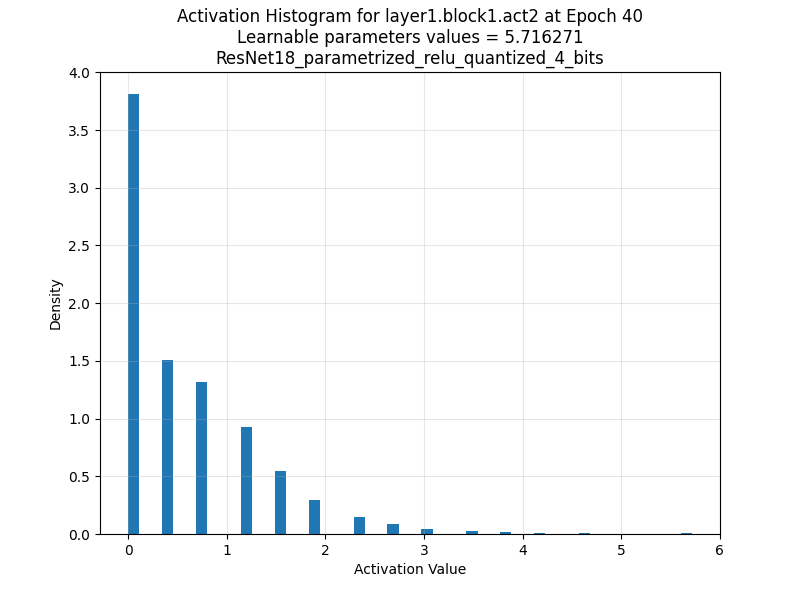 Activation Histogram for layer1.block1.act2 at Epoch 40
Learnable parameters values = 5.716271
ResNet18_parametrized_relu_quantized_4_bits
4.0
3.5
3.0
2.5
2.0
1.5
1.0
0.5
0.0
Density
0 1 2 3 4 5 6
Activation Value